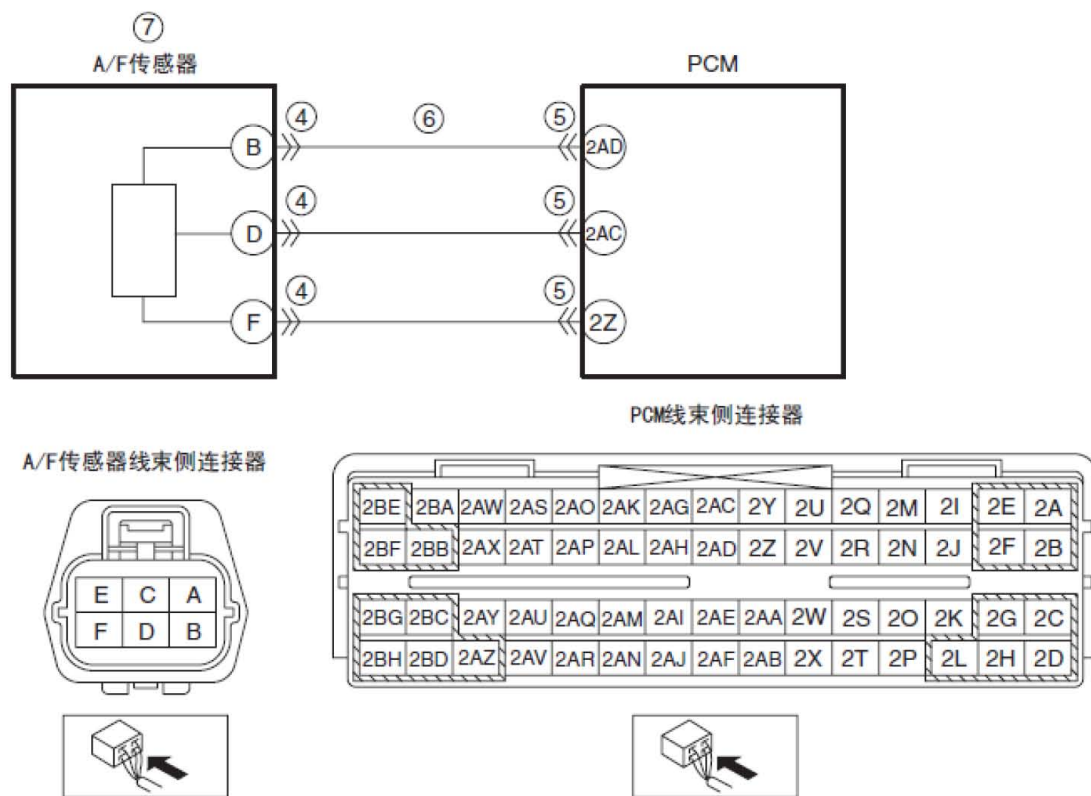 ⑦
A/F传感器
PCM
④ ⑥ ⑤
B 2AD
④ ⑤
D 2AC
④ ⑤
F 2Z
PCM线束侧连接器
A/F传感器线束侧连接器
2BE 2BA 2AW 2AS 2AO 2AK 2AG 2AC 2Y 2U 2Q 2M 2I 2E 2A
2BF 2BB 2AX 2AT 2AP 2AL 2AH 2AD 2Z 2V 2R 2N 2J 2F 2B
2BG 2BC 2AY 2AU 2AQ 2AM 2AI 2AE 2AA 2W 2S 2O 2K 2G 2C
2BH 2BD 2AZ 2AV 2AR 2AN 2AJ 2AF 2AB 2X 2T 2P 2L 2H 2D
E C A
F D B